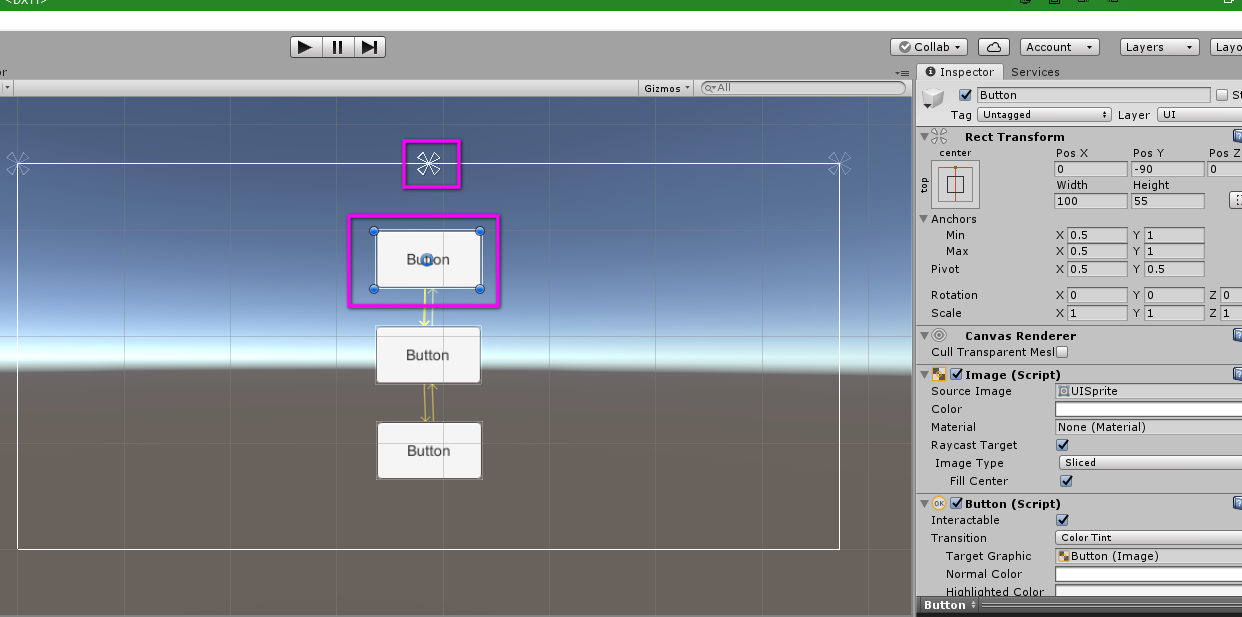 <DX11>
Collab Account Layers
Inspector Services
Gizmos All
Button
Tag Untagged Layer UI
Rect Transform
center
top
Pos X Pos Y Pos Z
0 -90 0
Width Height
100 55
Anchors
Min X 0.5 Y 1
Max X 0.5 Y 1
Pivot X 0.5 Y 0.5
Rotation X 0 Y 0 Z 0
Scale X 1 Y 1 Z 1
Canvas Renderer
Cull Transparent Mesl
Image (Script)
Source Image UISprite
Color
Material None (Material)
Raycast Target
Image Type Sliced
Fill Center
OK Button (Script)
Interactable
Transition Color Tint
Target Graphic Button (Image)
Normal Color
Highlighted Color
Button
Button
Button
Button